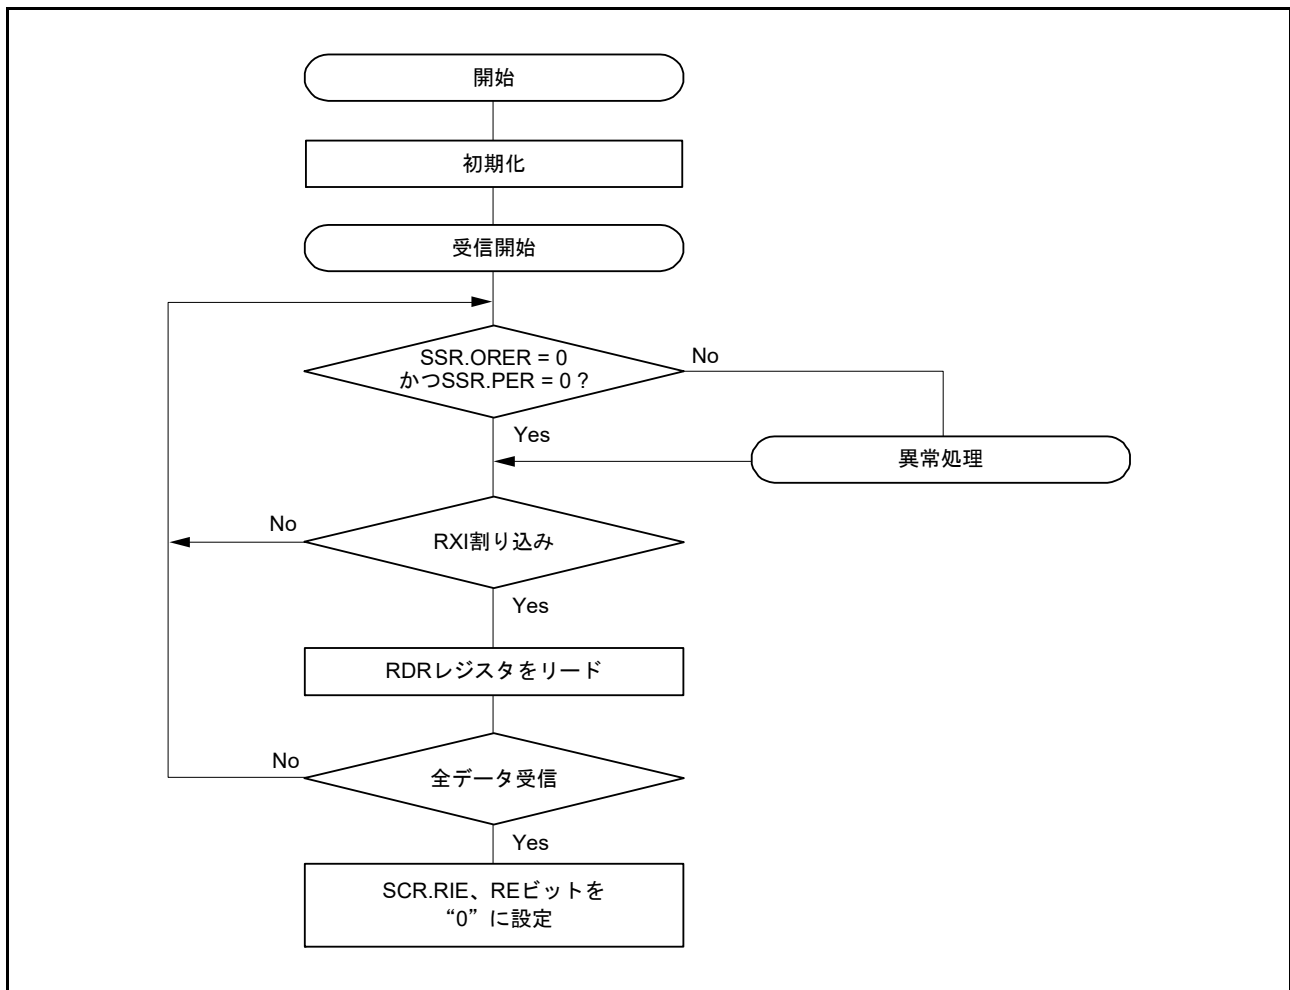 開始
初期化
受信開始
SSR.ORER = 0
かつSSR.PER = 0 ?
No
Yes
異常処理
No
RXI割り込み
Yes
RDRレジスタをリード
No
全データ受信
Yes
SCR.RIE、REビットを
“0”に設定